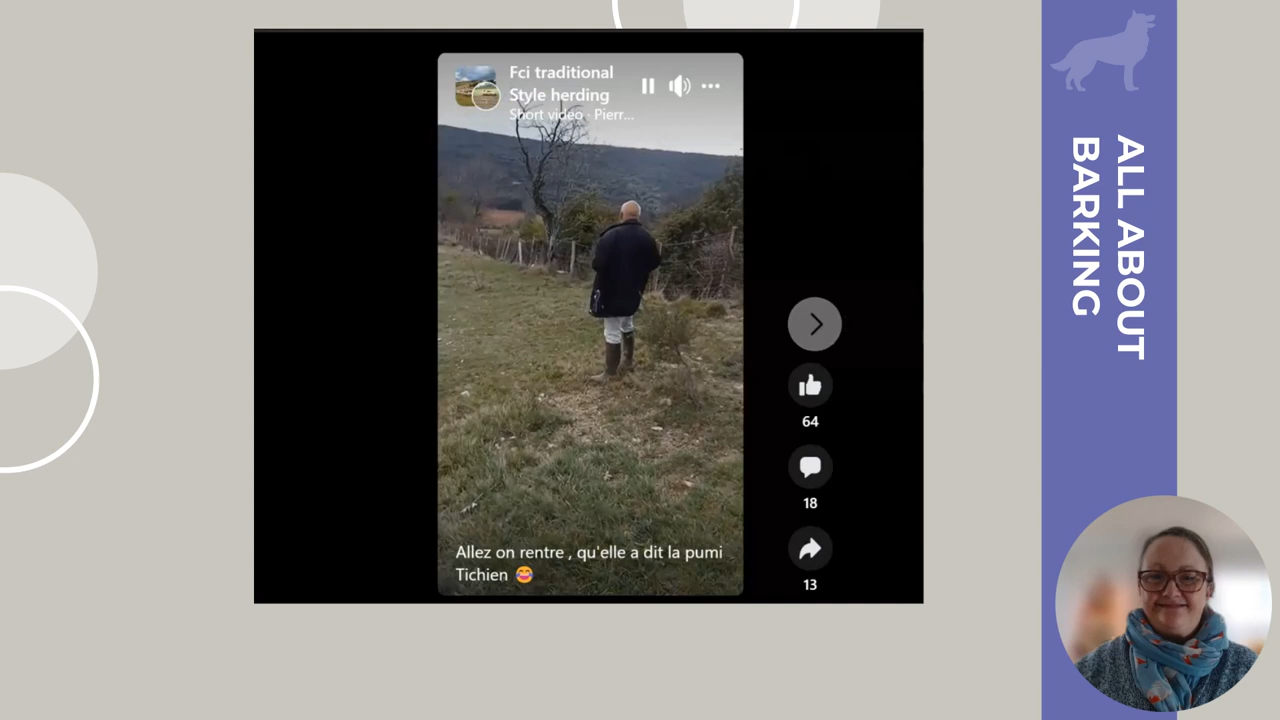 Fci traditional
Style herding
Short video · Pierr...
64
18
13
Allez on rentre , qu'elle a dit la pumi
Tichien 😂
ALL ABOUT
BARKING